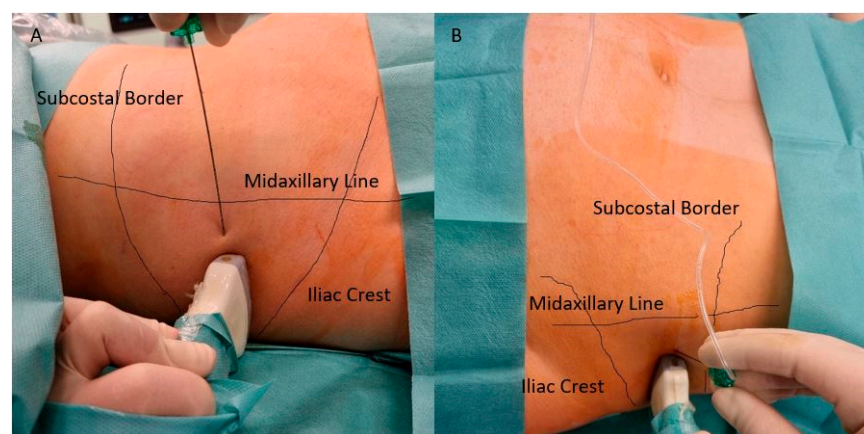 A
Subcostal Border
Midaxillary Line
Iliac Crest
B
Subcostal Border
Midaxillary Line
Iliac Crest